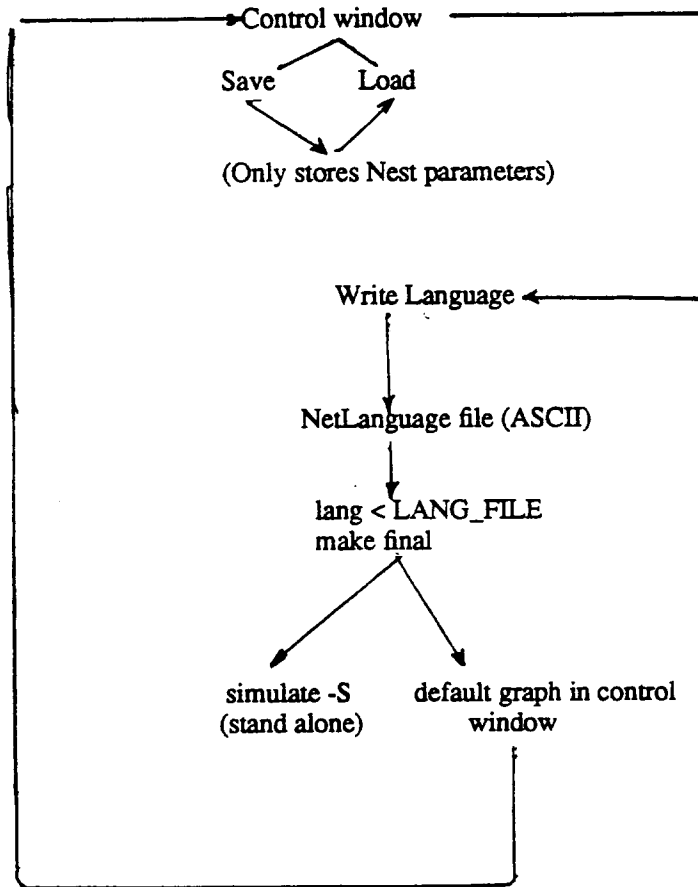 Control window
Save Load
(Only stores Nest parameters)
Write Language
NetLanguage file (ASCII)
lang < LANG_FILE
make final
simulate -S
(stand alone)
default graph in control
window